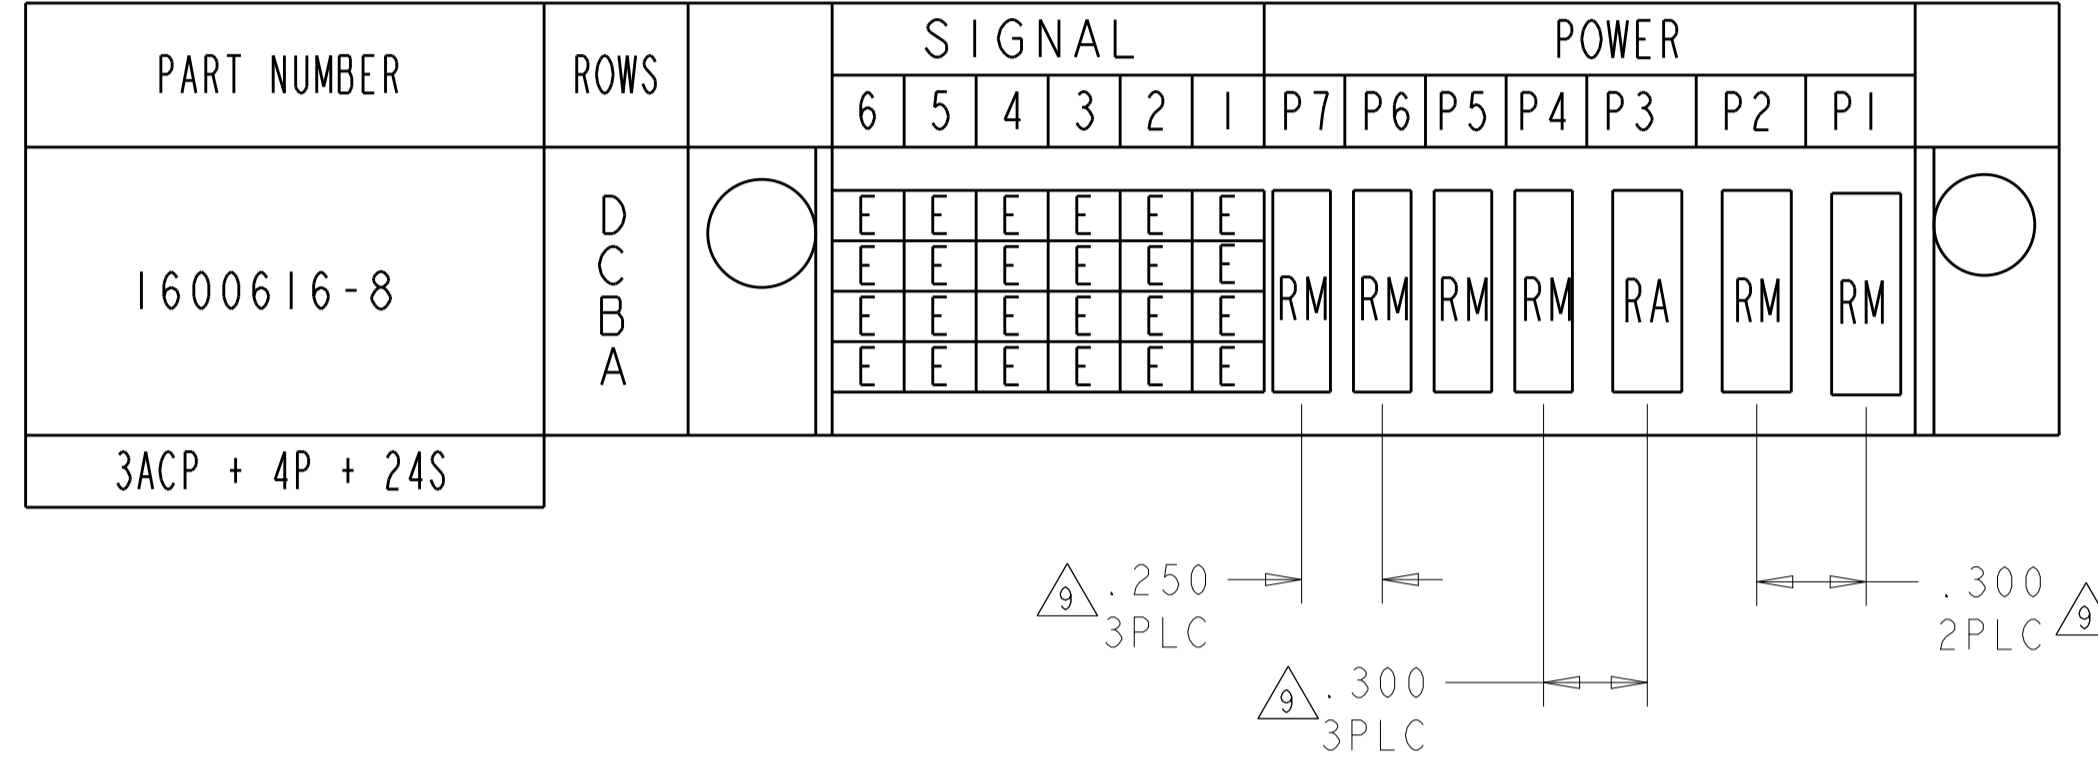 PART NUMBER ROWS SIGNAL POWER
6 5 4 3 2 1 P7 P6 P5 P4 P3 P2 P1
1600616-8
D E E E E E E
C E E E E E E
B E E E E E E
A E E E E E E
RM RM RM RM RA RM RM
3ACP + 4P + 24S
9 .250
3PLC
.300
2PLC 9
9 .300
3PLC